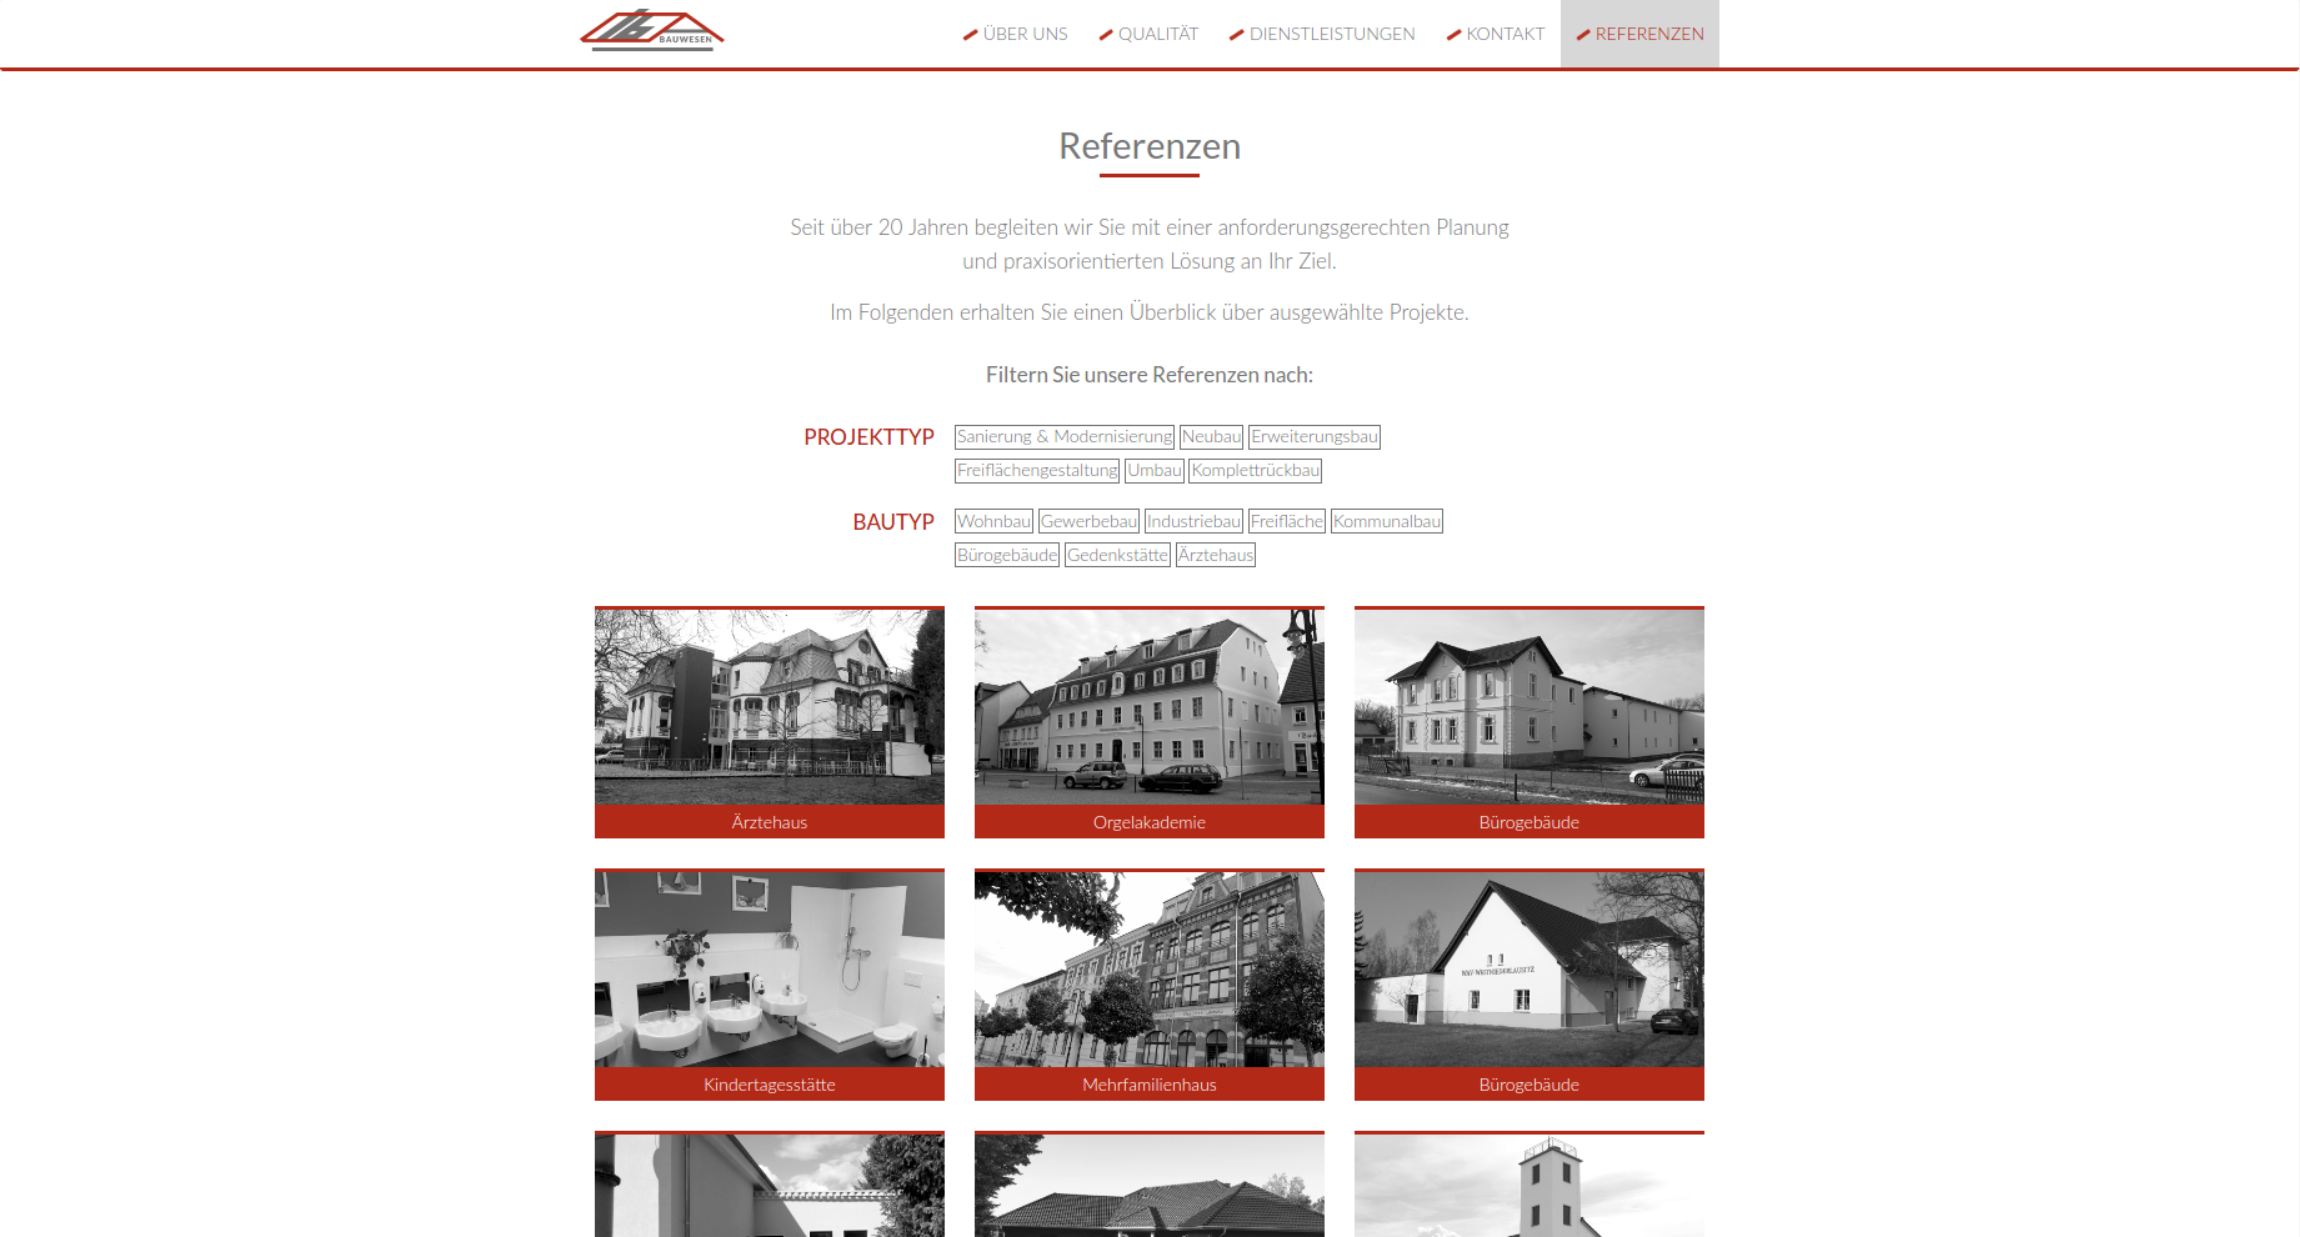 BAUWESEN
ÜBER UNS QUALITÄT DIENSTLEISTUNGEN KONTAKT REFERENZEN
Referenzen
Seit über 20 Jahren begleiten wir Sie mit einer anforderungsgerechten Planung
und praxisorientierten Lösung an Ihr Ziel.
Im Folgenden erhalten Sie einen Überblick über ausgewählte Projekte.
Filtern Sie unsere Referenzen nach:
PROJEKTTYP Sanierung & Modernisierung Neubau Erweiterungsbau
Freiflächengestaltung Umbau Komplettrückbau
BAUTYP Wohnbau Gewerbebau Industriebau Freifläche Kommunalbau
Bürogebäude Gedenkstätte Ärztehaus
Ärztehaus Orgelakademie Bürogebäude
WAV WESTNIEDERLAUSITZ
Kindertagesstätte Mehrfamilienhaus Bürogebäude